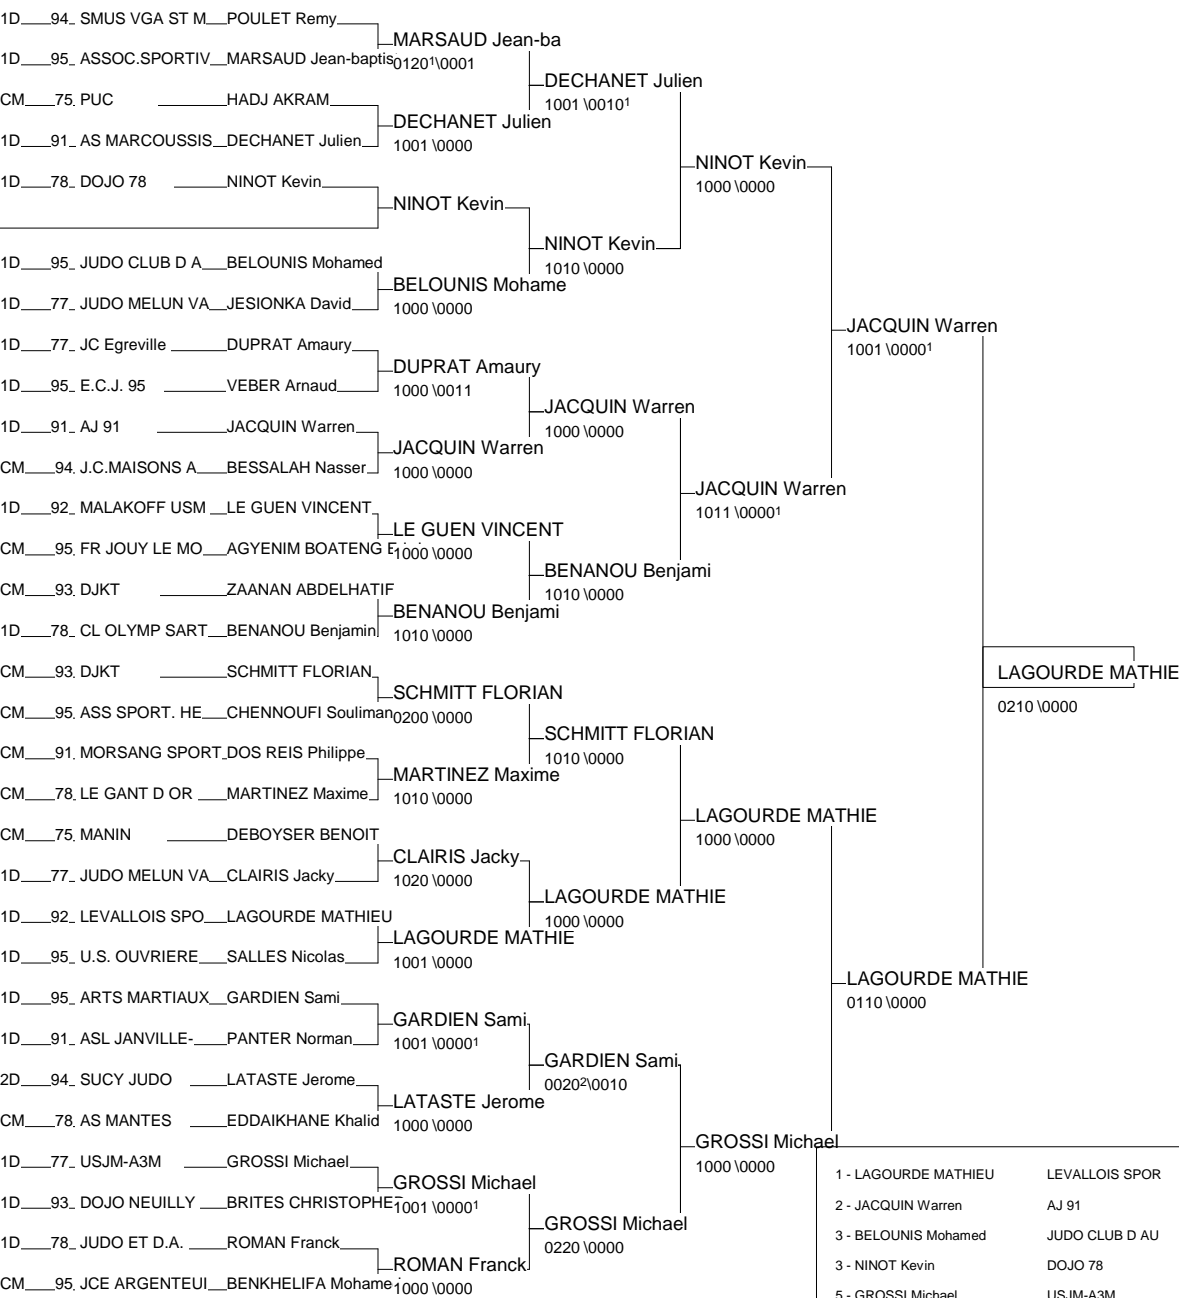 1D 94 SMUS VGA ST M POULET Remy
MARSAUD Jean-ba
1D 95 ASSOC.SPORTIV MARSAUD Jean-baptis
0120¹\0001
DECHANET Julien
CM 75 PUC HADJ AKRAM
1001 \0010¹
DECHANET Julien
1D 91 AS MARCOUSSIS DECHANET Julien
1001 \0000
NINOT Kevin
1D 78 DOJO 78 NINOT Kevin
1000 \0000
NINOT Kevin
NINOT Kevin
1D 95 JUDO CLUB D A BELOUNIS Mohamed
1010 \0000
BELOUNIS Mohame
1D 77 JUDO MELUN VA JESIONKA David
1000 \0000
JACQUIN Warren
1D 77 JC Egreville DUPRAT Amaury
1001 \0000¹
DUPRAT Amaury
1D 95 E.C.J. 95 VEBER Arnaud
1000 \0011
JACQUIN Warren
1D 91 AJ 91 JACQUIN Warren
1000 \0000
JACQUIN Warren
CM 94 J.C.MAISONS A BESSALAH Nasser
1000 \0000
JACQUIN Warren
1D 92 MALAKOFF USM LE GUEN VINCENT
1011 \0000¹
LE GUEN VINCENT
CM 95 FR JOUY LE MO AGYENIM BOATENG
1000 \0000
BENANOU Benjami
CM 93 DJKT ZAANAN ABDELHATIF
1010 \0000
BENANOU Benjami
1D 78 CL OLYMP SART BENANOU Benjamin
1010 \0000
CM 93 DJKT SCHMITT FLORIAN
LAGOURDE MATHIE
SCHMITT FLORIAN
0210 \0000
CM 95 ASS SPORT. HE CHENNOUFI Souliman
0200 \0000
SCHMITT FLORIAN
CM 91 MORSANG SPORT DOS REIS Philippe
1010 \0000
MARTINEZ Maxime
CM 78 LE GANT D OR MARTINEZ Maxime
1010 \0000
LAGOURDE MATHIE
CM 75 MANIN DEBOYSER BENOIT
1000 \0000
CLAIRIS Jacky
1D 77 JUDO MELUN VA CLAIRIS Jacky
1020 \0000
LAGOURDE MATHIE
1D 92 LEVALLOIS SPO LAGOURDE MATHIEU
1000 \0000
LAGOURDE MATHIE
1D 95 U.S. OUVRIERE SALLES Nicolas
1001 \0000
LAGOURDE MATHIE
1D 95 ARTS MARTIAUX GARDIEN Sami
0110 \0000
GARDIEN Sami
1D 91 ASL JANVILLE- PANTER Norman
1001 \0000¹
GARDIEN Sami
2D 94 SUCY JUDO LATASTE Jerome
0020²\0010
LATASTE Jerome
CM 78 AS MANTES EDDAIKHANE Khalid
1000 \0000
GROSSI Michael
1D 77 USJM-A3M GROSSI Michael
1000 \0000
GROSSI Michael
1D 93 DOJO NEUILLY BRITES CHRISTOPHE
1001 \0000¹
GROSSI Michael
1D 78 JUDO ET D.A. ROMAN Franck
0220 \0000
ROMAN Franck
CM 95 JCE ARGENTEUI BENKHELIFA Mohame
1000 \0000
1 - LAGOURDE MATHIEU LEVALLOIS SPOR
2 - JACQUIN Warren AJ 91
3 - BELOUNIS Mohamed JUDO CLUB D AU
3 - NINOT Kevin DOJO 78
5 - GROSSI Michael USJM-A3M